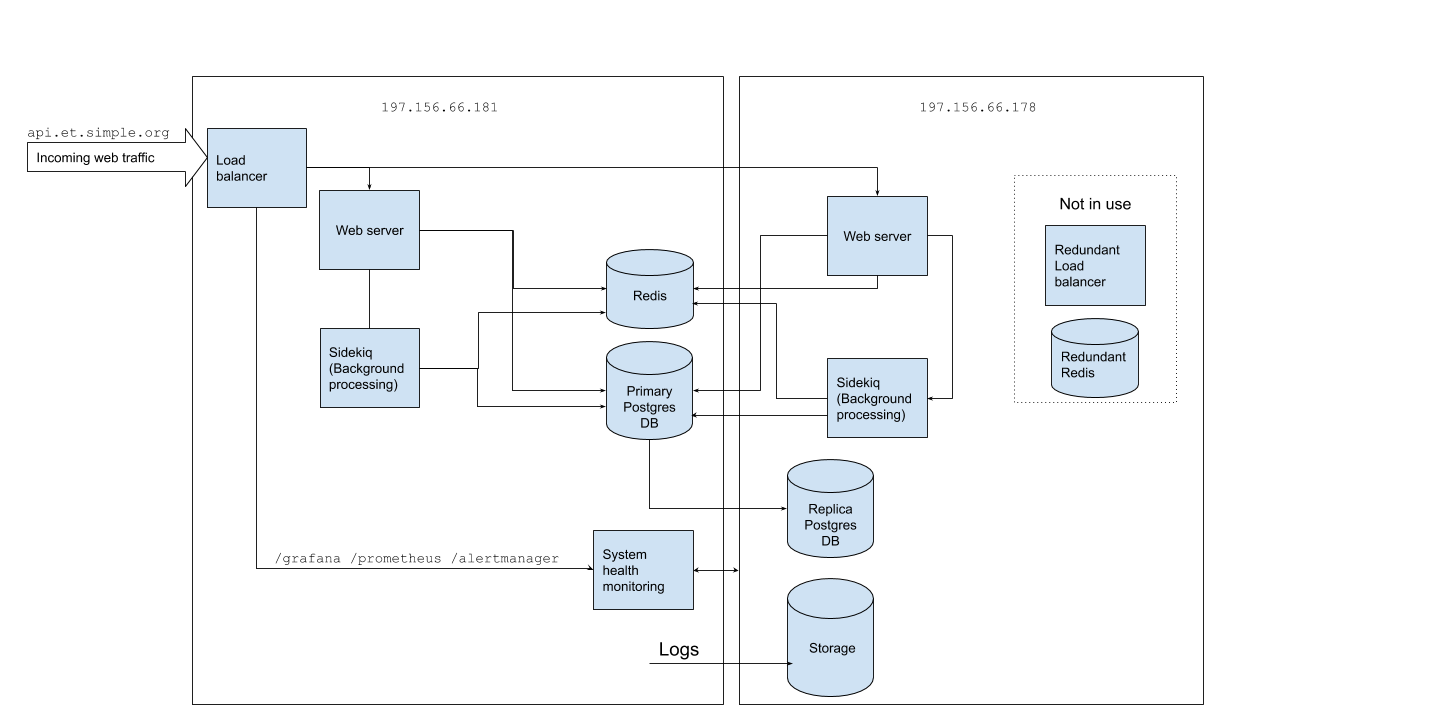 197.156.66.181
197.156.66.178
api.et.simple.org
Incoming web traffic
Load
balancer
Web server
Sidekiq
(Background
processing)
Redis
Primary
Postgres
DB
/grafana /prometheus /alertmanager
System
health
monitoring
Logs
Web server
Sidekiq
(Background
processing)
Replica
Postgres
DB
Storage
Not in use
Redundant
Load
balancer
Redundant
Redis